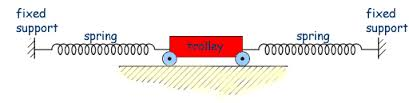 fixed
support
spring
trolley
spring
fixed
support